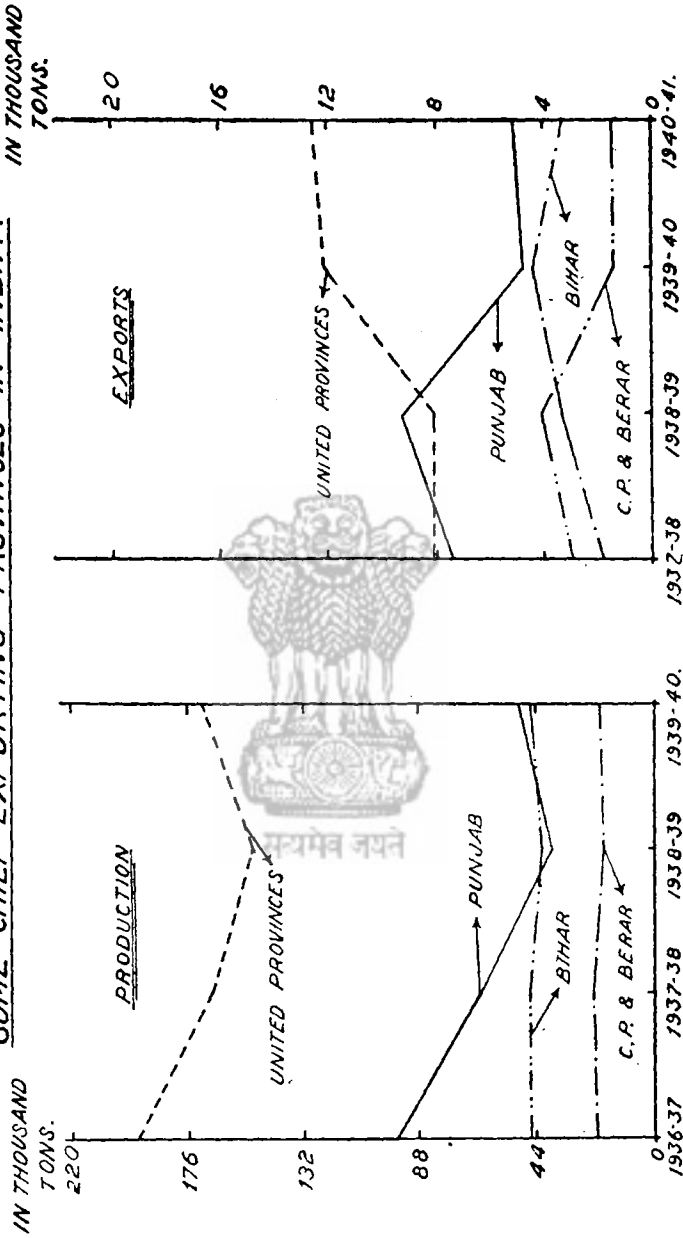 SOME CHIEF EXPORTING PROVINCES IN INDIA
IN THOUSAND
TONS.
220
176
132
88
44
0
PRODUCTION
UNITED PROVINCES
PUNJAB
BIHAR
C.P. & BERAR
1936-37
1937-38
1938-39
1939-40.
सत्यमेव जयते
IN THOUSAND
TONS.
20
16
12
8
4
0
EXPORTS
UNITED PROVINCES
PUNJAB
BIHAR
C.P. & BERAR
1937-38
1938-39
1939-40
1940-41.